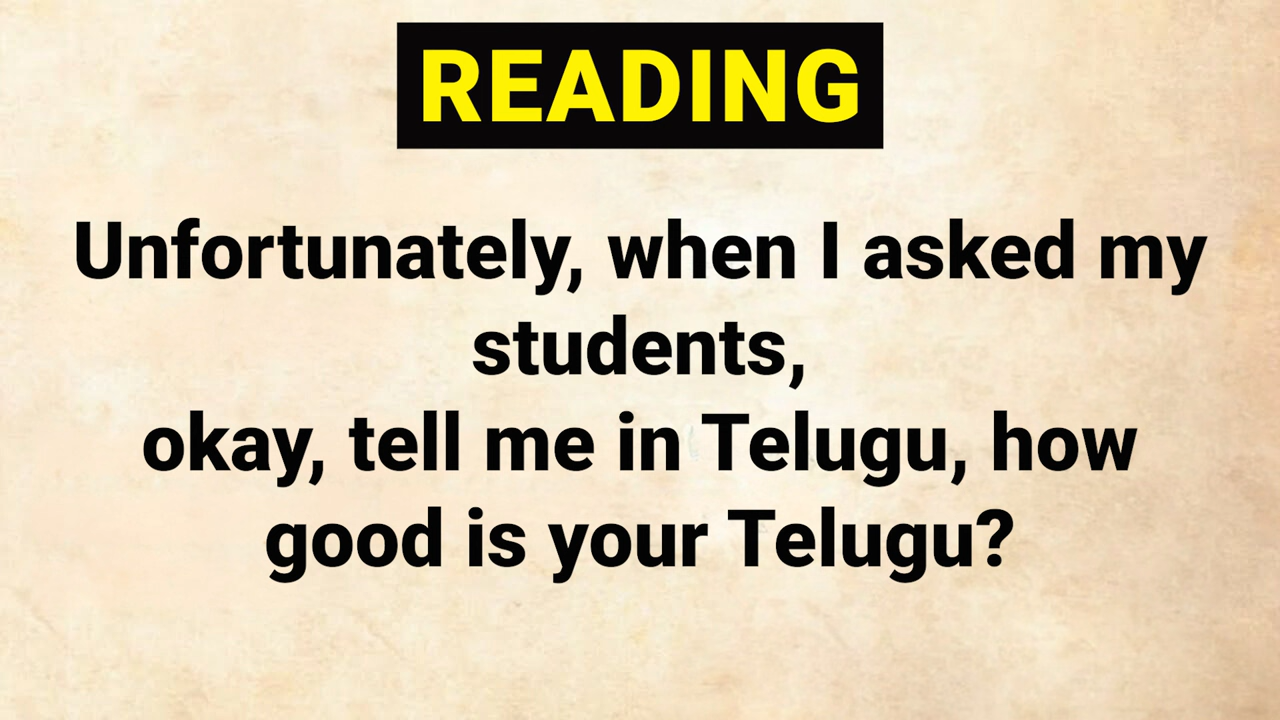 READING
Unfortunately, when I asked my
students,
okay, tell me in Telugu, how
good is your Telugu?